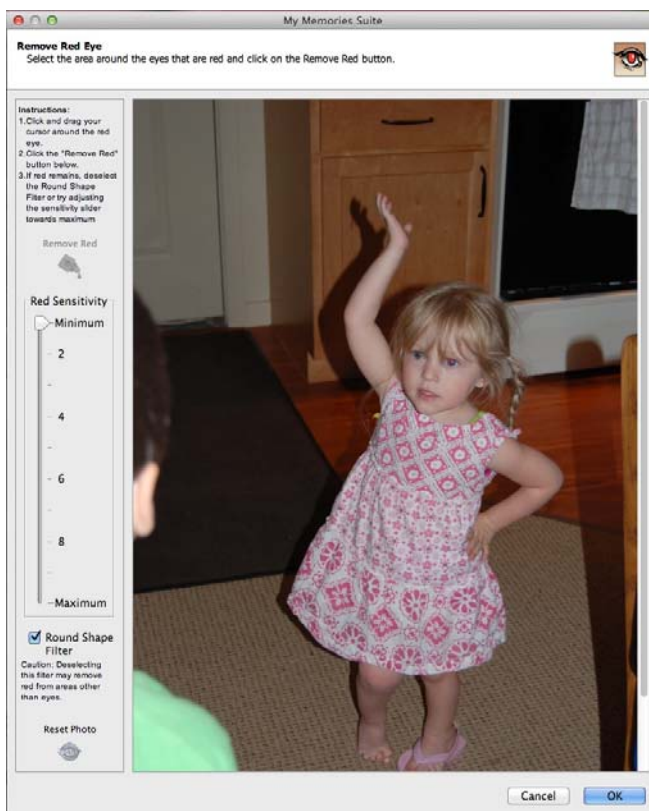 My Memories Suite
Remove Red Eye
Select the area around the eyes that are red and click on the Remove Red button.
Instructions:
1.Click and drag your
cursor around the red
eye.
2.Click the "Remove Red"
button below.
3.If red remains, deselect
the Round Shape
Filter or try adjusting
the sensitivity slider
towards maximum
Remove Red
Red Sensitivity
Minimum
2
4
6
8
Maximum
Round Shape
Filter
Caution: Deselecting
this filter may remove
red from areas other
than eyes.
Reset Photo
Cancel
OK